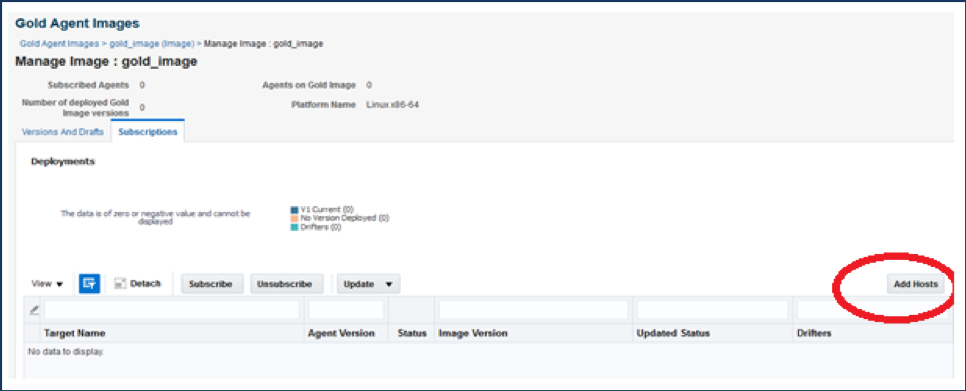 Gold Agent Images
Gold Agent Images > gold_image (Image) > Manage Image : gold_image
Manage Image : gold_image
Subscribed Agents 0 Agents on Gold Image 0
Number of deployed Gold Image versions 0 Platform Name Linux x86-64
Versions And Drafts Subscriptions
Deployments
The data is of zero or negative value and cannot be
displayed
V1 Current (0)
No Version Deployed (0)
Drifters (0)
View Detach Subscribe Unsubscribe Update Add Hosts
Target Name Agent Version Status Image Version Updated Status Drifters
No data to display.